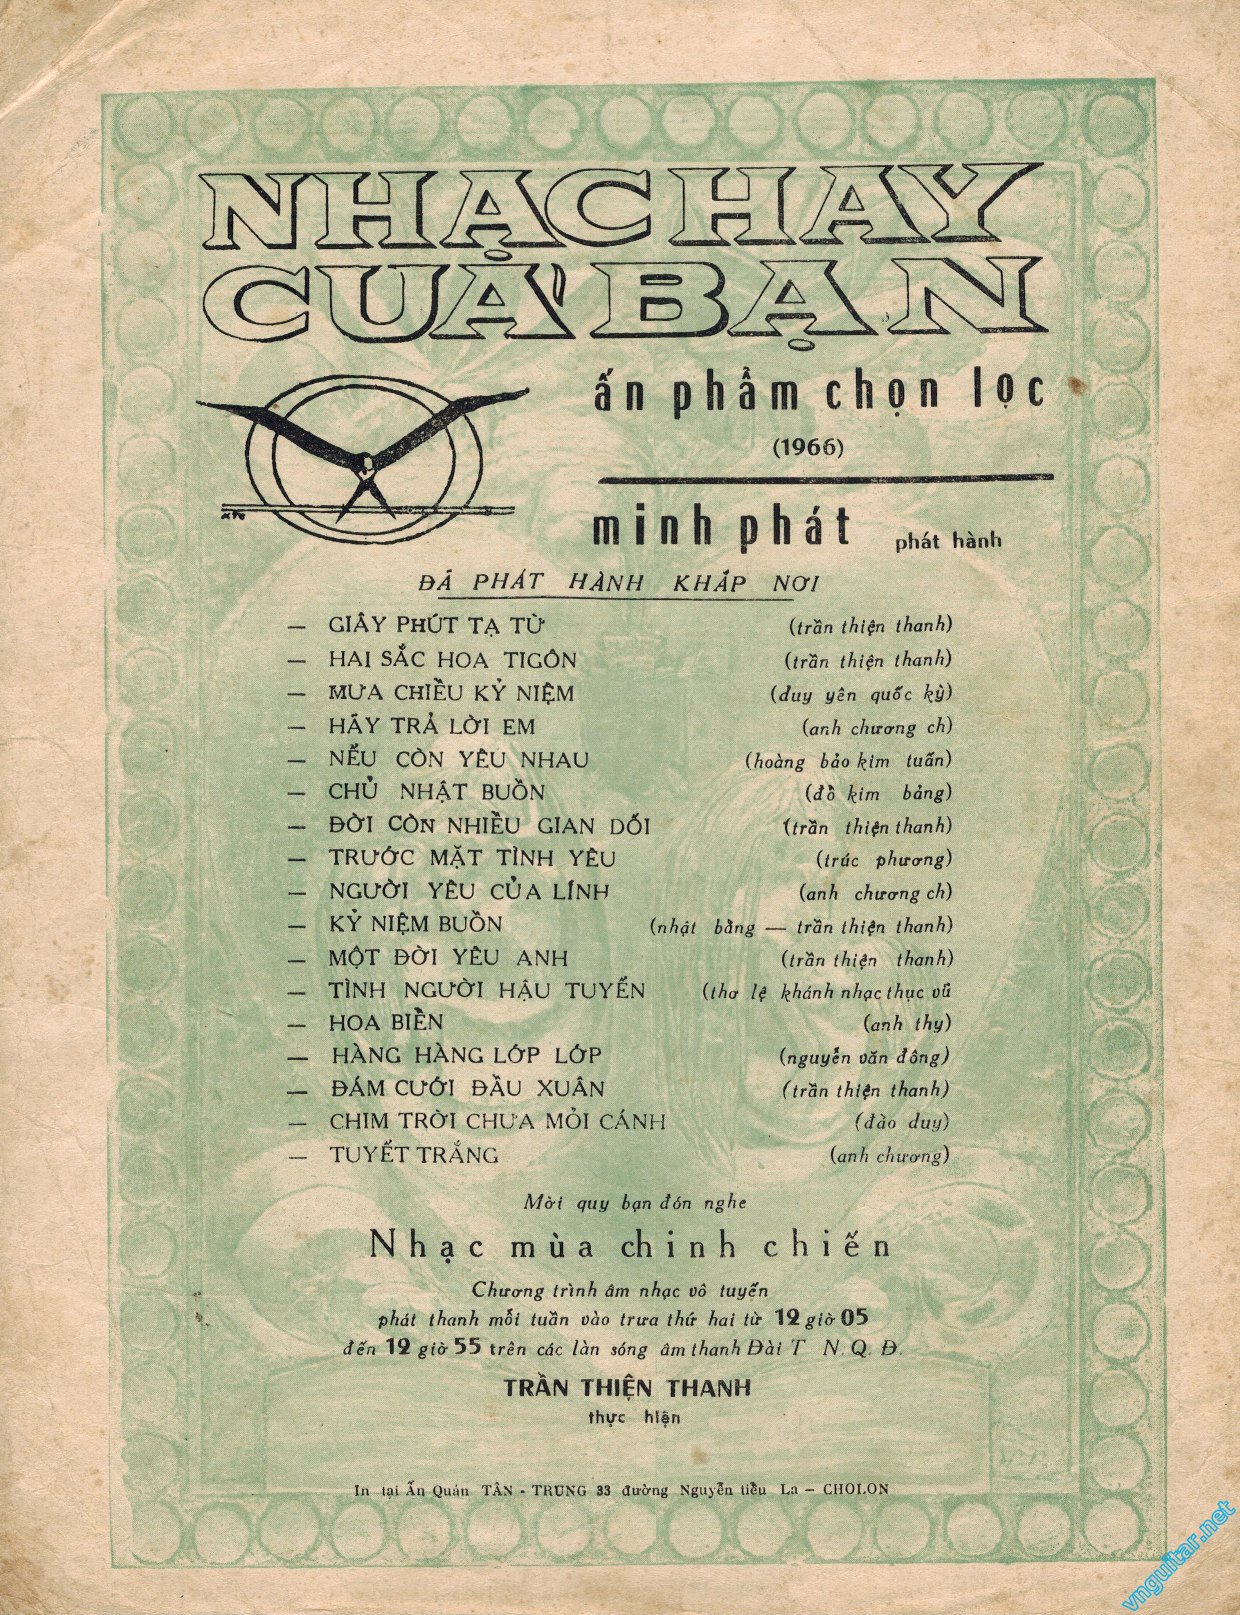 NHẠC HAY
CUẢ BẠN
ấn phẩm chọn lọc
(1966)
minh phát phát hành
ĐÁ PHÁT HÀNH KHẮP NƠI
— GIÂY PHÚT TẠ TỪ (trần thiện thanh)
— HAI SẮC HOA TIGÔN (trần thiện thanh)
— MƯA CHIỀU KỶ NIỆM (duy yên quốc kỳ)
— HÃY TRẢ LỜI EM (anh chương ch)
— NẾU CÒN YÊU NHAU (hoàng bảo kim tuấn)
— CHỦ NHẬT BUỒN (đồ kim bảng)
— ĐỜI CÒN NHIỀU GIAN DỐI (trần thiện thanh)
— TRƯỚC MẶT TÌNH YÊU (trúc phương)
— NGƯỜI YÊU CỦA LÍNH (anh chương ch)
— KỶ NIỆM BUỒN (nhật bằng — trần thiện thanh)
— MỘT ĐỜI YÊU ANH (trần thiện thanh)
— TÌNH NGƯỜI HẬU TUYẾN (thơ lệ khánh nhạc thục vũ
— HOA BIỂN (anh thy)
— HÀNG HÀNG LỚP LỚP (nguyễn văn đông)
— ĐÁM CƯỚI ĐẦU XUÂN (trần thiện thanh)
— CHIM TRỜI CHƯA MỎI CÁNH (đào duy)
— TUYẾT TRẮNG (anh chương)
Mời quy bạn đón nghe
Nhạc mùa chinh chiến
Chương trình âm nhạc vô tuyến
phát thanh mỗi tuần vào trưa thứ hai từ 12 giờ 05
đến 12 giờ 55 trên các làn sóng âm thanh Đài T N.Q.Đ.
TRẦN THIỆN THANH
thực hiện
In tại Ấn Quán TÂN - TRUNG 33 đường Nguyễn tiểu La – CHOLON
vnguitar.net